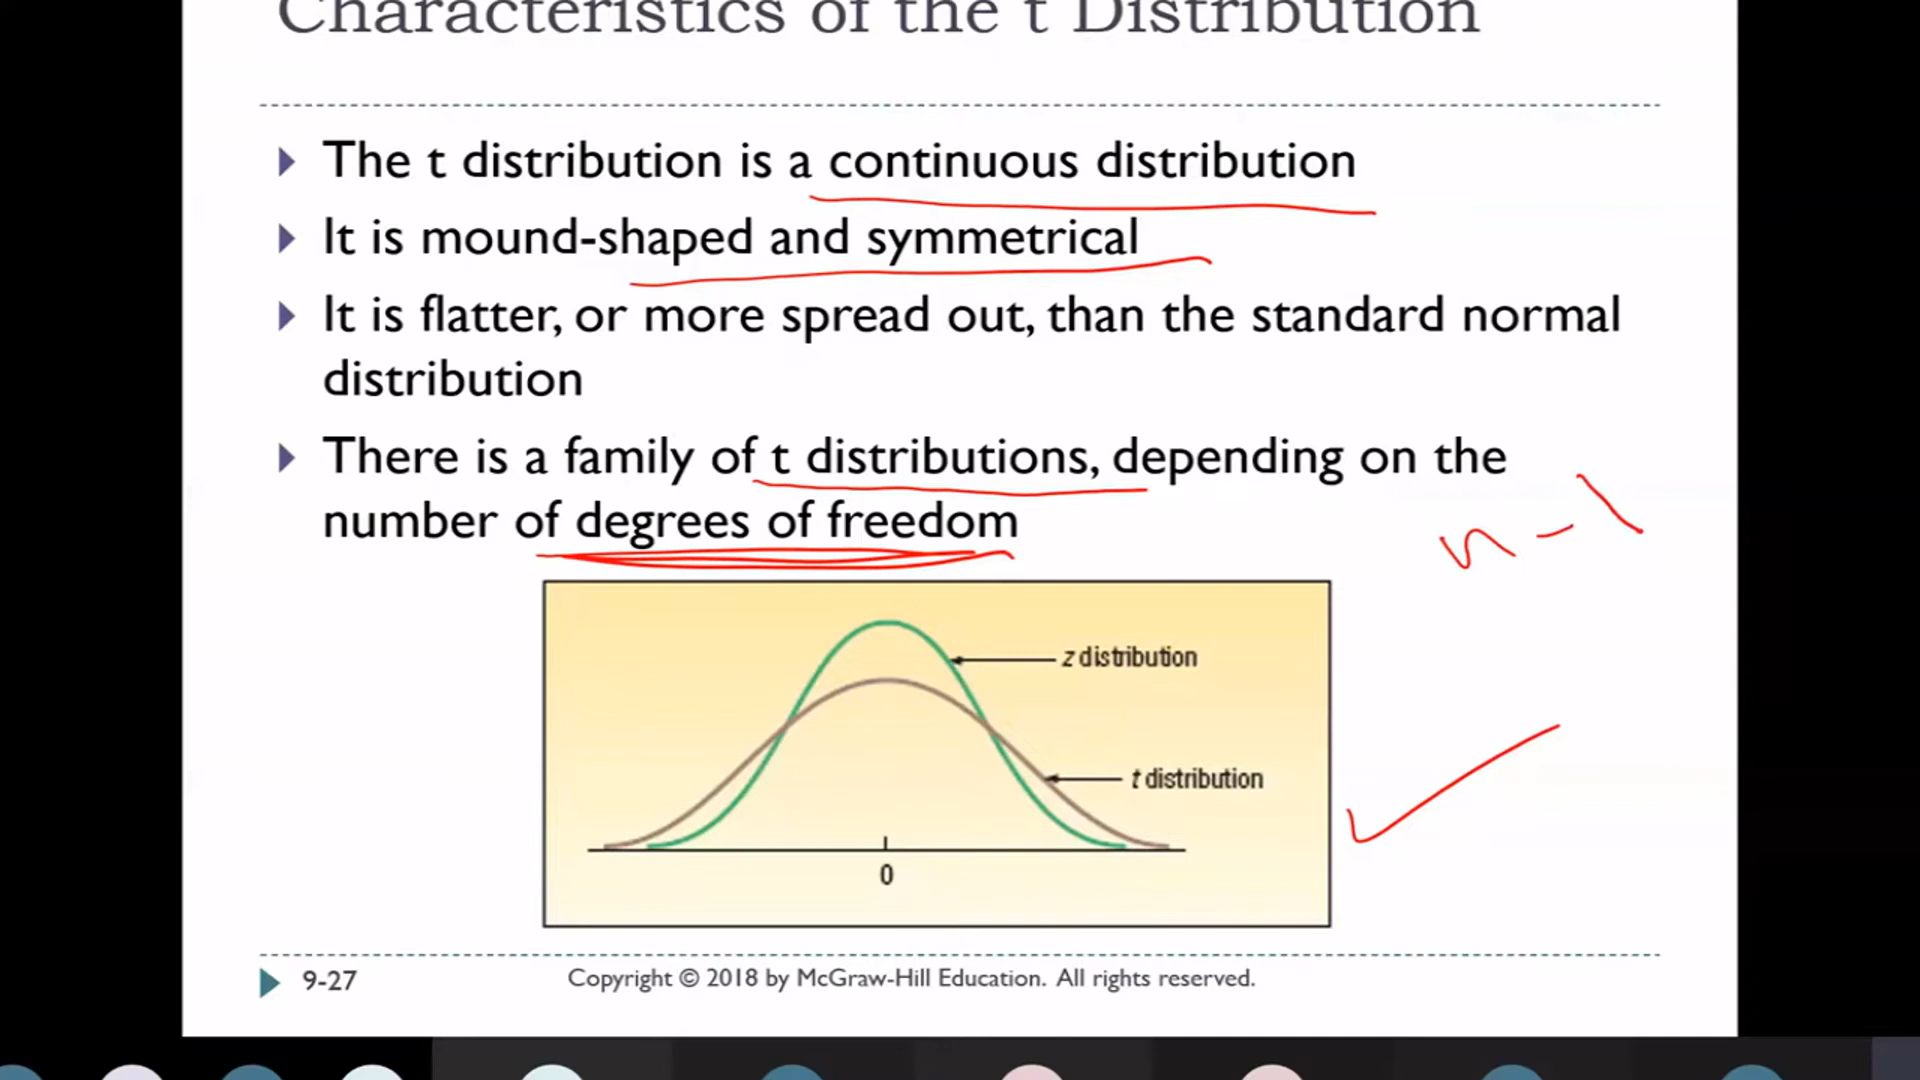 Characteristics of the t Distribution
The t distribution is a continuous distribution
It is mound-shaped and symmetrical
It is flatter, or more spread out, than the standard normal
distribution
There is a family of t distributions, depending on the
number of degrees of freedom
n-1
z distribution
t distribution
0
9-27
Copyright © 2018 by McGraw-Hill Education. All rights reserved.